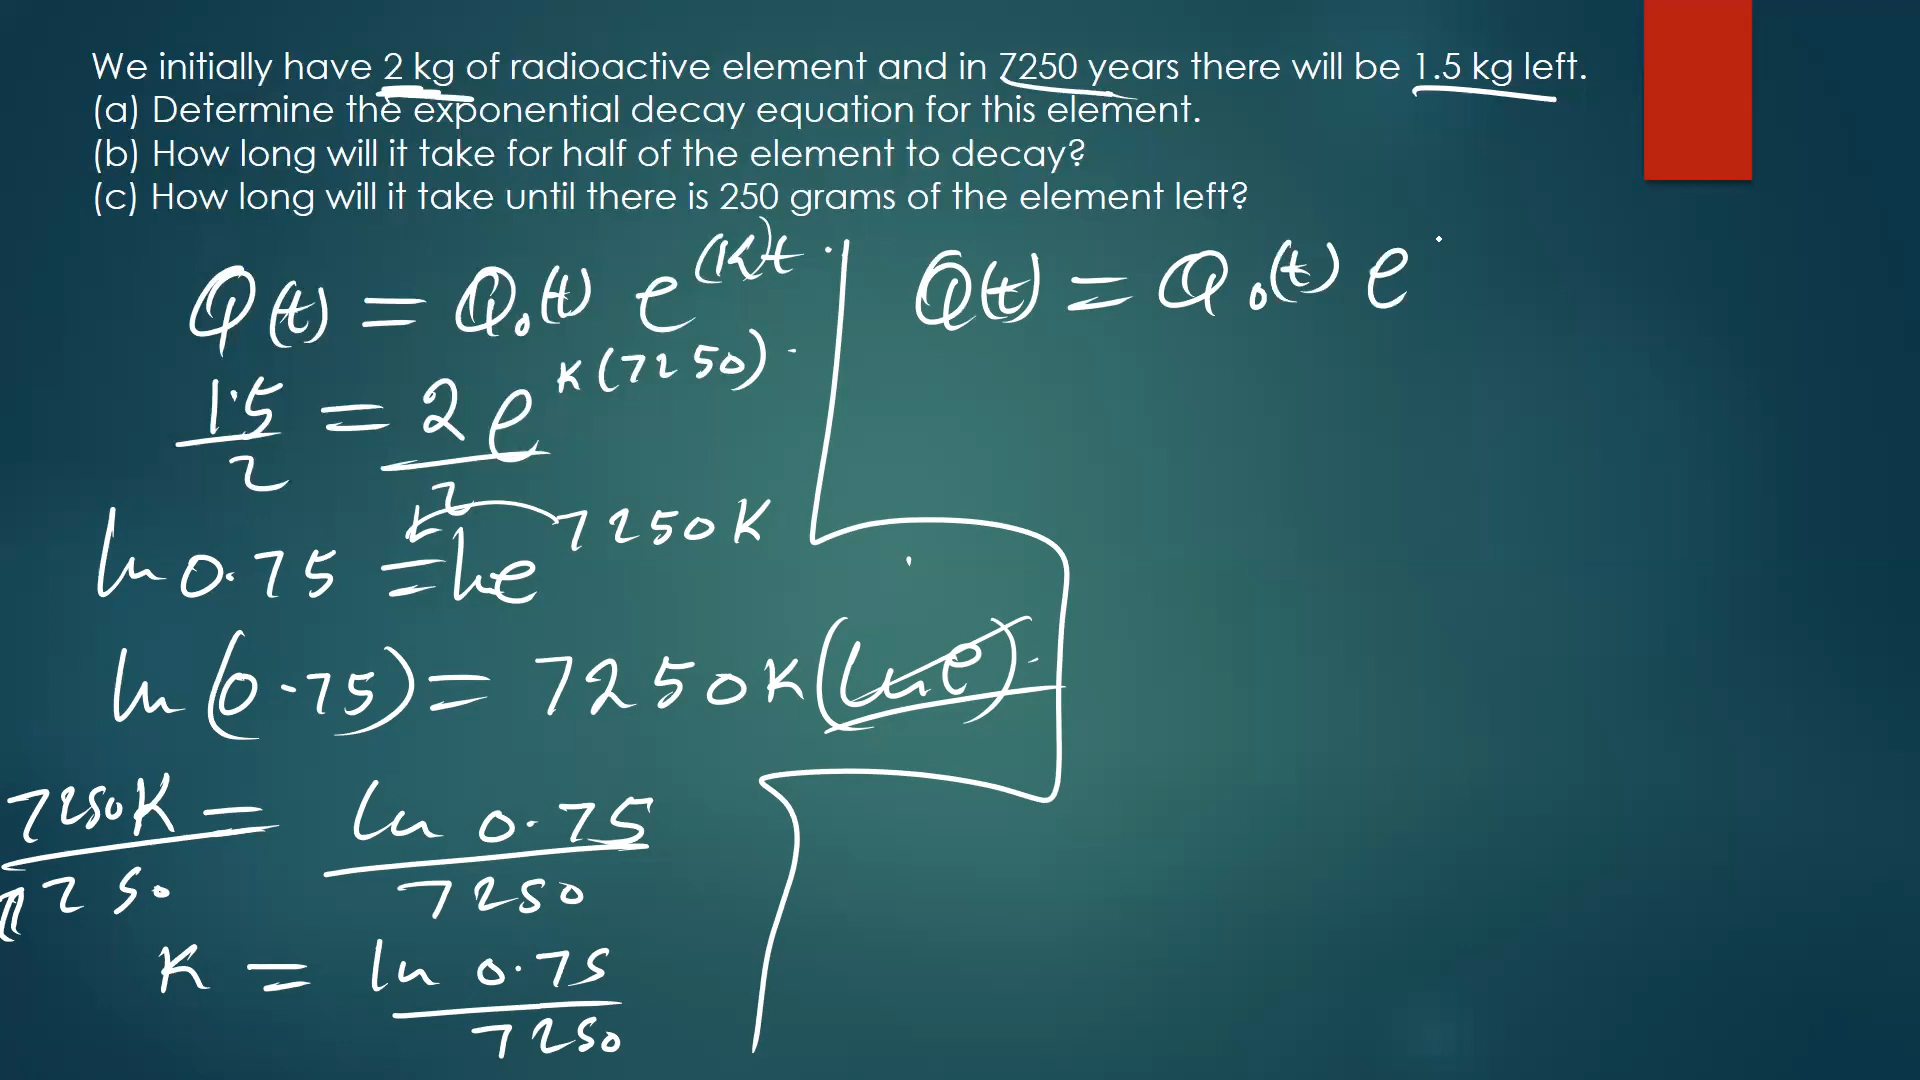 We initially have 2 kg of radioactive element and in 7250 years there will be 1.5 kg left.
(a) Determine the exponential decay equation for this element.
(b) How long will it take for half of the element to decay?
(c) How long will it take until there is 250 grams of the element left?
Q(t) = Q₀(t) e^(K)t
1.5/2 = 2e^K(7250)/2
ln 0.75 = ln e^7250K
ln(0.75) = 7250K(ln e)
7250K/7250 = ln 0.75/7250
K = ln 0.75/7250
Q(t) = Q₀(t) e